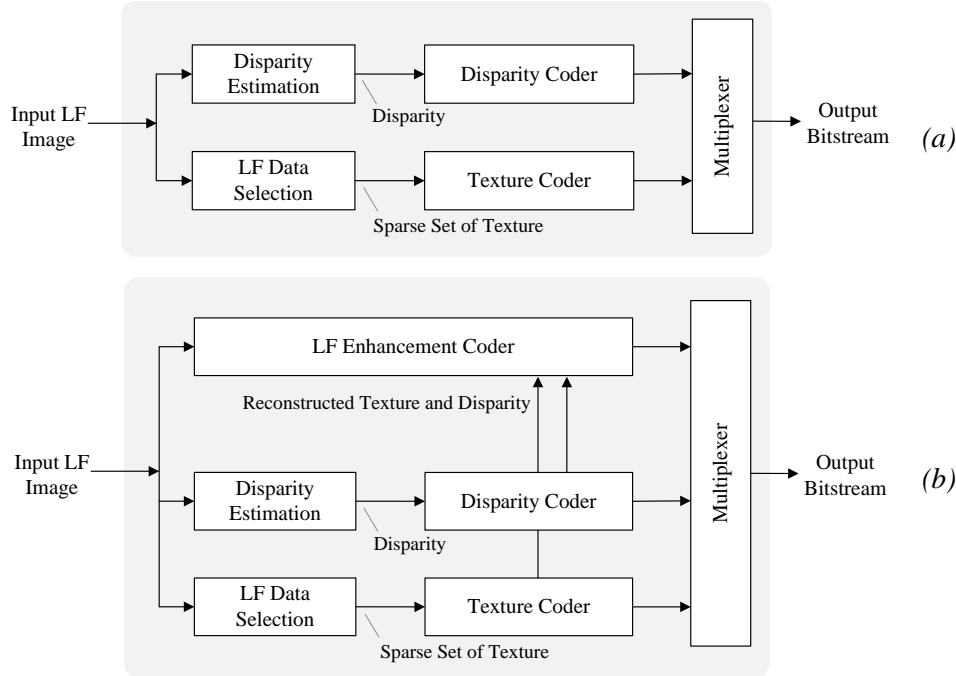 Disparity
Estimation
Disparity Coder
Disparity
Input LF
Image
LF Data
Selection
Texture Coder
Sparse Set of Texture
Multiplexer
Output
Bitstream
(a)
LF Enhancement Coder
Reconstructed Texture and Disparity
Input LF
Image
Disparity
Estimation
Disparity Coder
Disparity
LF Data
Selection
Texture Coder
Sparse Set of Texture
Multiplexer
Output
Bitstream
(b)